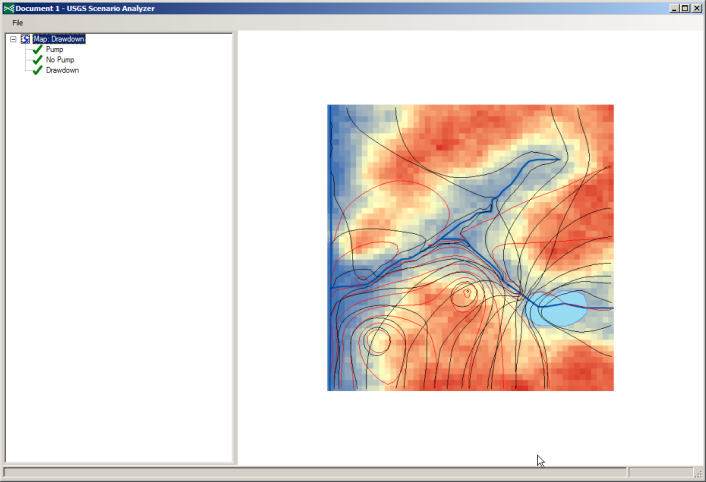 Document 1 - USGS Scenario Analyzer
File
Map: Drawdown
Pump
No Pump
Drawdown